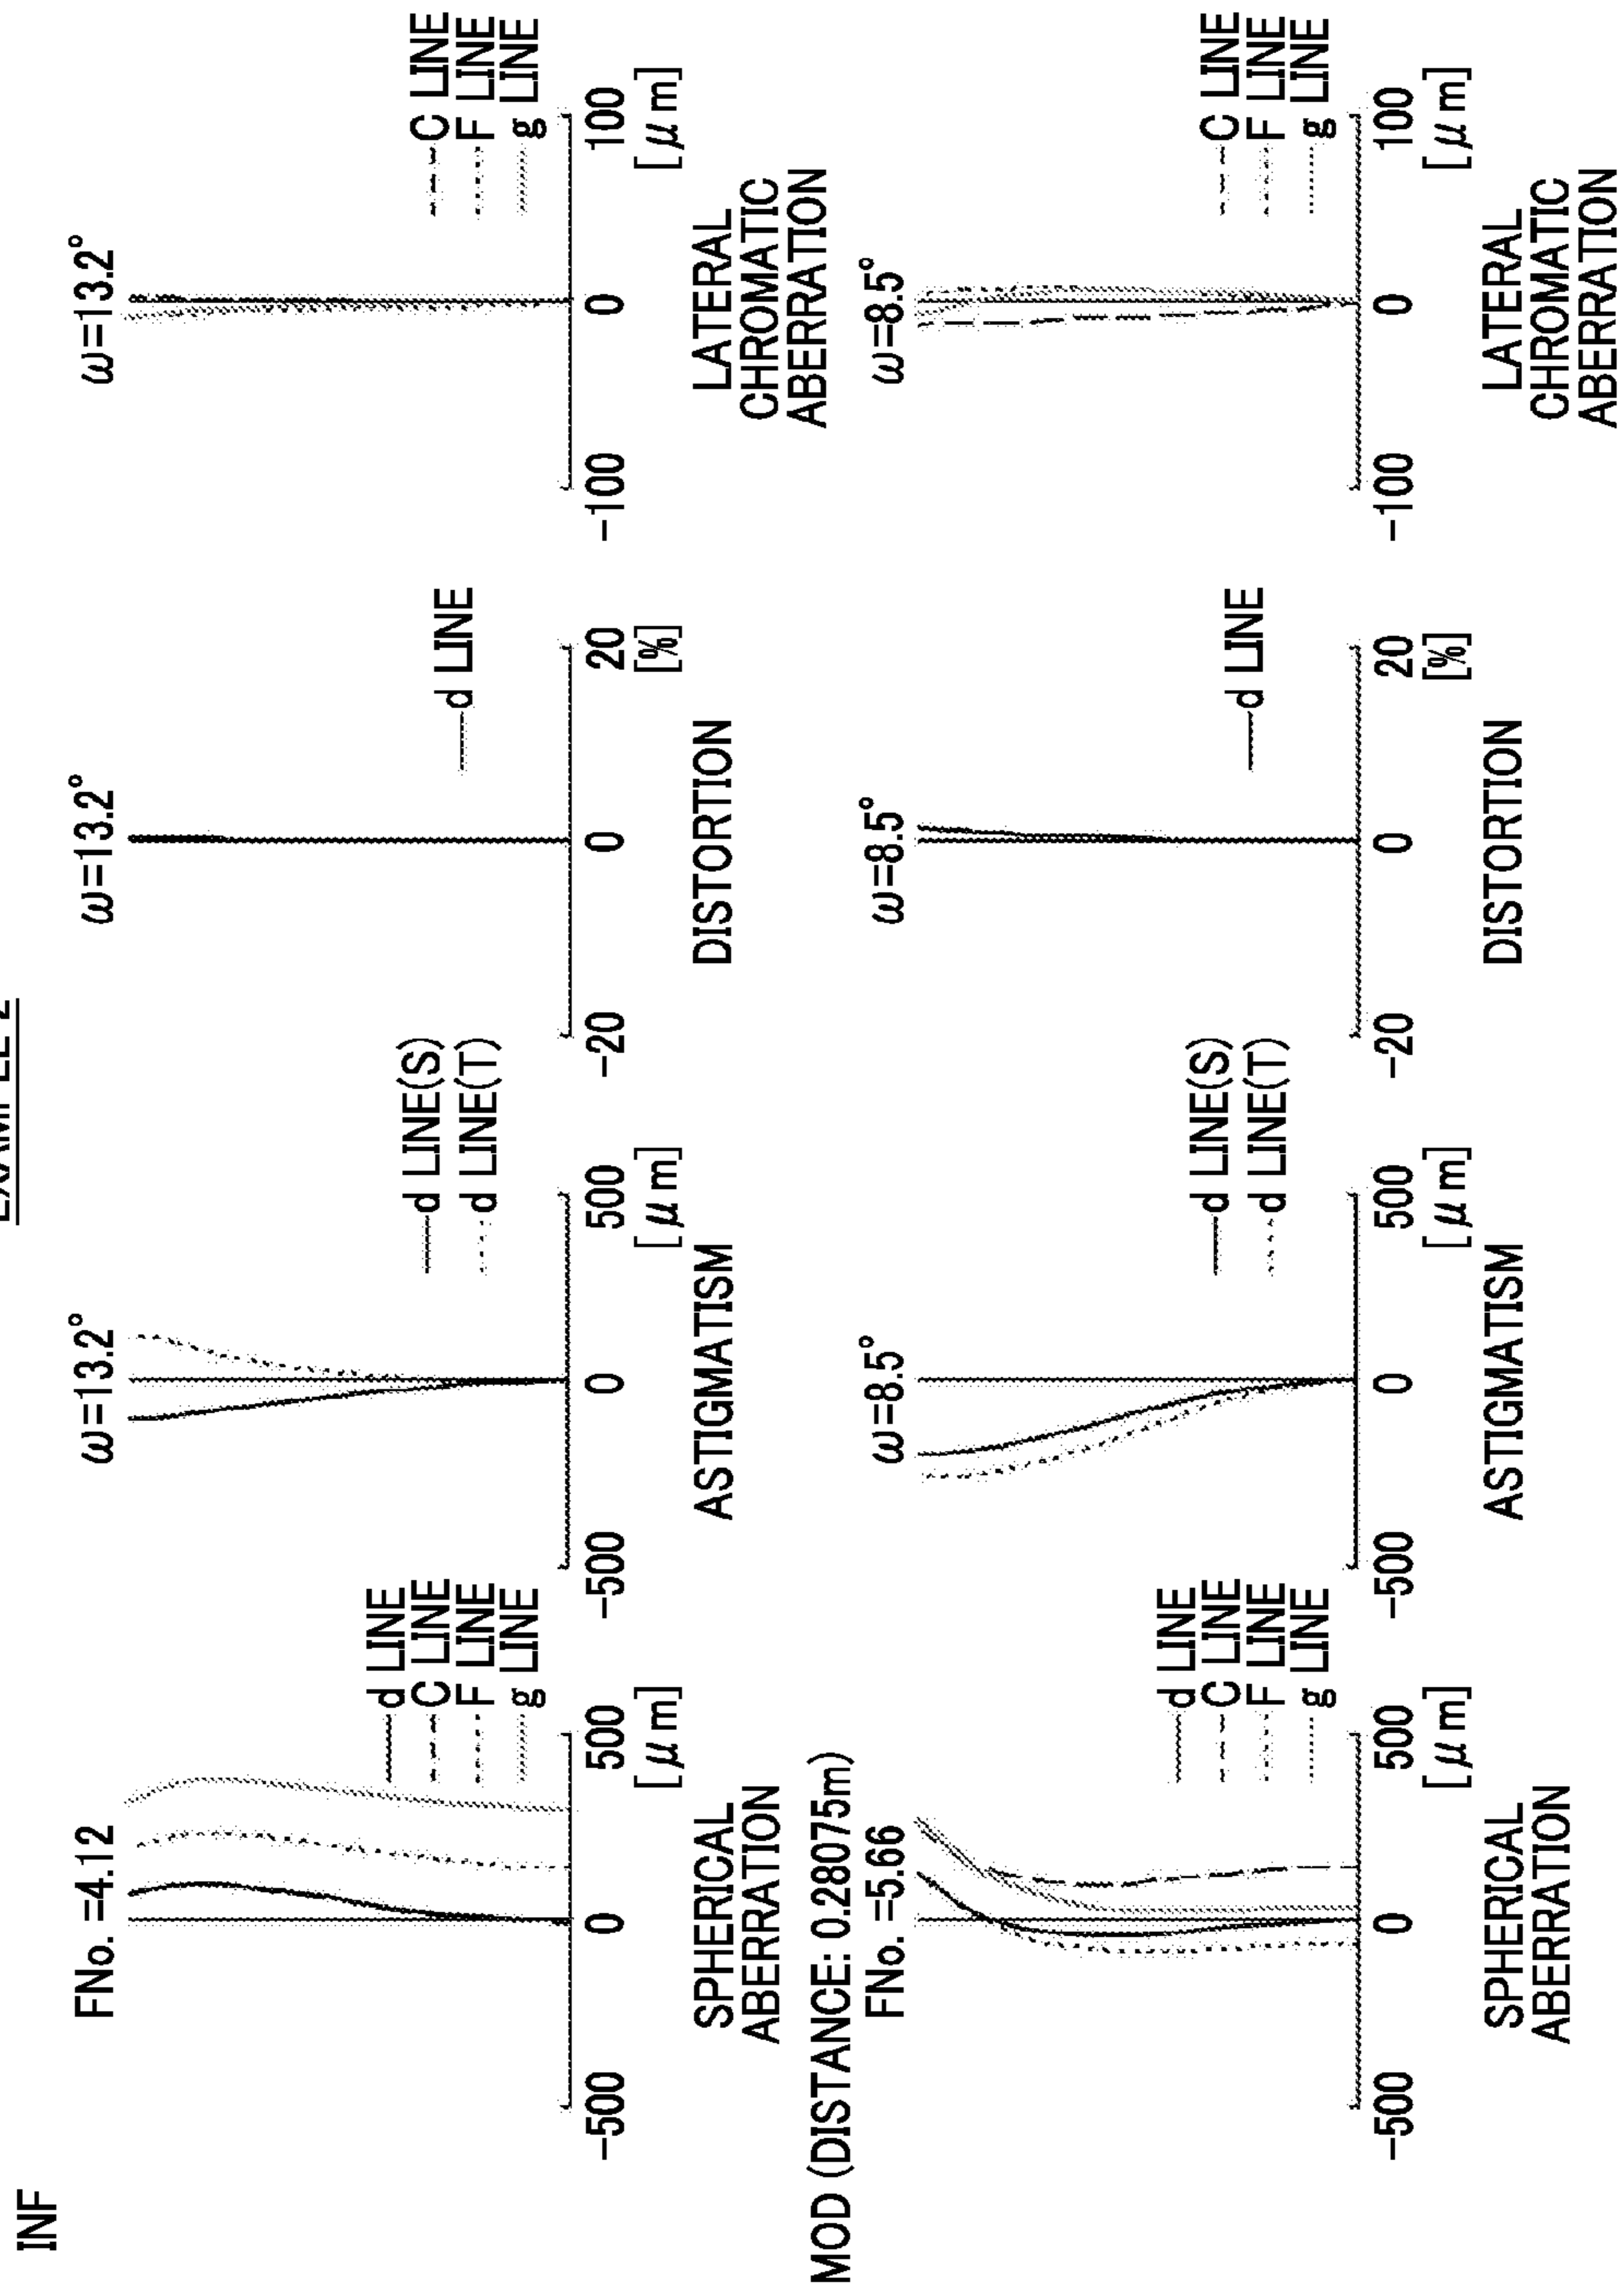 EXAMPLE 2
INF
FNo. =4.12
d LINE
C LINE
F LINE
g LINE
-500
0
500
[μm]
SPHERICAL
ABERRATION
ω=13.2°
d LINE(S)
d LINE(T)
-500
0
500
[μm]
ASTIGMATISM
ω=13.2°
d LINE
-20
0
20
[%]
DISTORTION
ω=13.2°
C LINE
F LINE
g LINE
-100
0
100
[μm]
LATERAL
CHROMATIC
ABERRATION
MOD (DISTANCE: 0.28075m)
FNo. =5.66
d LINE
C LINE
F LINE
g LINE
-500
0
500
[μm]
SPHERICAL
ABERRATION
ω=8.5°
d LINE(S)
d LINE(T)
-500
0
500
[μm]
ASTIGMATISM
ω=8.5°
d LINE
-20
0
20
[%]
DISTORTION
ω=8.5°
C LINE
F LINE
g LINE
-100
0
100
[μm]
LATERAL
CHROMATIC
ABERRATION